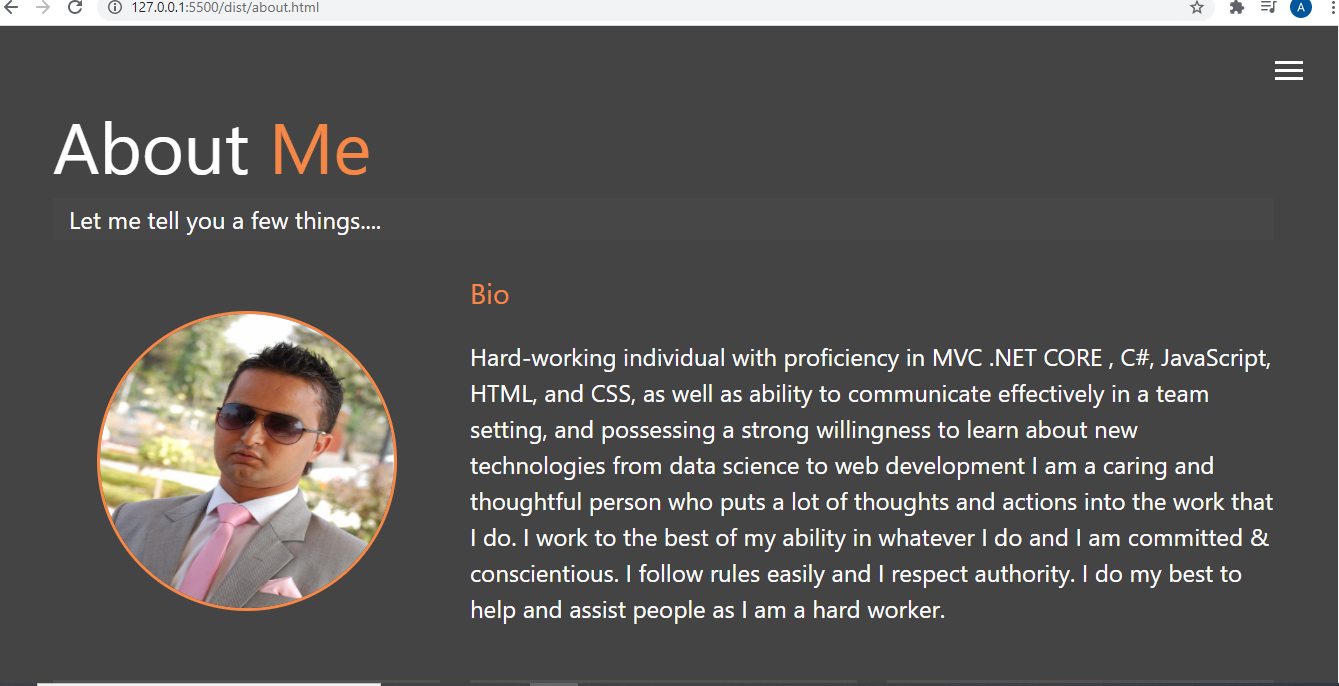 127.0.0.1:5500/dist/about.html
A
About Me
Let me tell you a few things....
Bio
Hard-working individual with proficiency in MVC .NET CORE , C#, JavaScript,
HTML, and CSS, as well as ability to communicate effectively in a team
setting, and possessing a strong willingness to learn about new
technologies from data science to web development I am a caring and
thoughtful person who puts a lot of thoughts and actions into the work that
I do. I work to the best of my ability in whatever I do and I am committed &
conscientious. I follow rules easily and I respect authority. I do my best to
help and assist people as I am a hard worker.